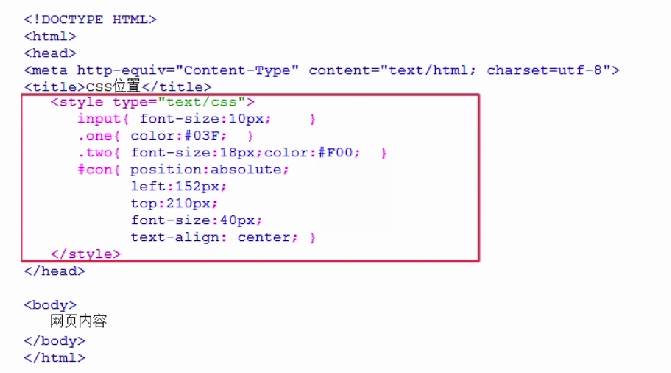 <!DOCTYPE HTML>
<html>
<head>
<meta http-equiv="Content-Type" content="text/html; charset=utf-8">
<title>CSS位置</title>
<style type="text/css">
input{ font-size:10px; }
.one{ color:#03F; }
.two{ font-size:18px;color:#F00; }
#con{ position:absolute;
left:152px;
top:210px;
font-size:40px;
text-align: center; }
</style>
</head>
<body>
网页内容
</body>
</html>